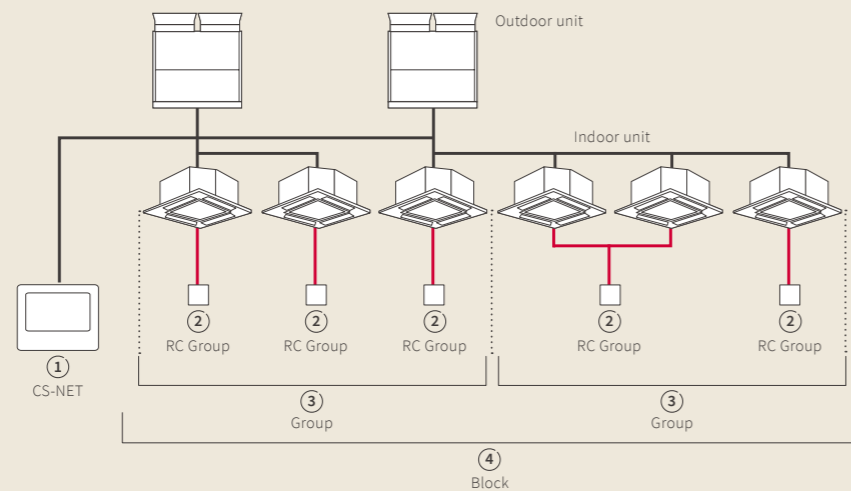 Outdoor unit
Indoor unit
2 2 2 2 2
RC Group RC Group RC Group RC Group RC Group
1
CS-NET
3 3
Group Group
4
Block